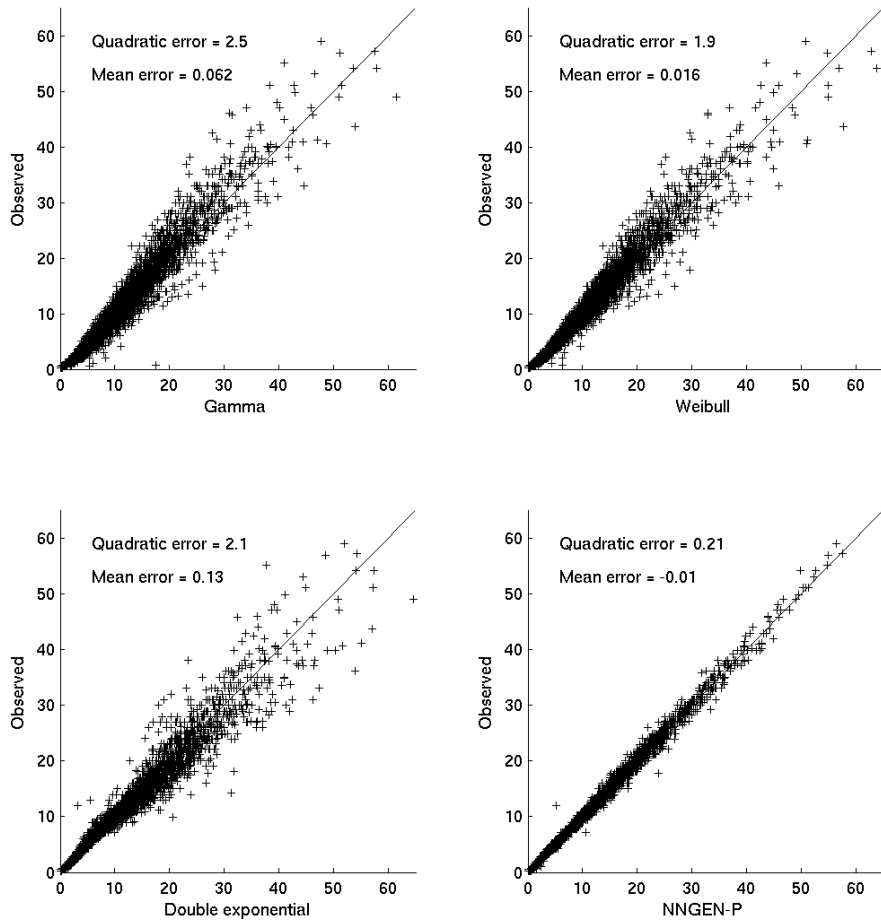 60
50
40
30
20
10
0
Observed
Quadratic error = 2.5
Mean error = 0.062
0 10 20 30 40 50 60
Gamma
60
50
40
30
20
10
0
Observed
Quadratic error = 1.9
Mean error = 0.016
0 10 20 30 40 50 60
Weibull
60
50
40
30
20
10
0
Observed
Quadratic error = 2.1
Mean error = 0.13
0 10 20 30 40 50 60
Double exponential
60
50
40
30
20
10
0
Observed
Quadratic error = 0.21
Mean error = -0.01
0 10 20 30 40 50 60
NNGEN-P